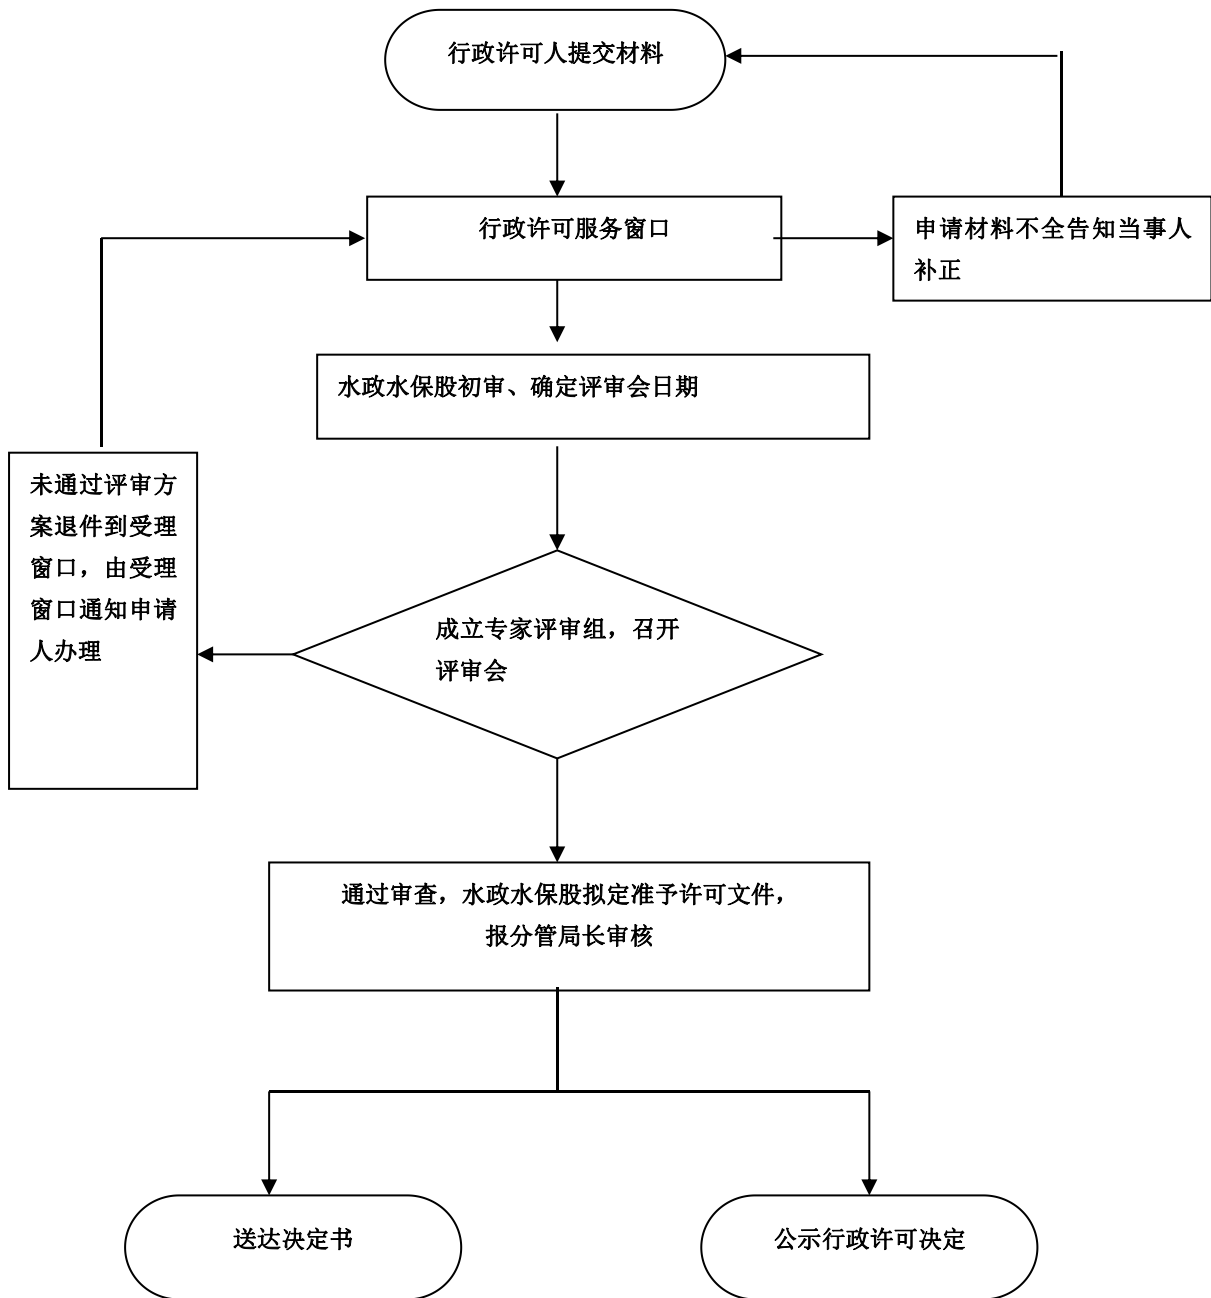 行政许可人提交材料
行政许可服务窗口
申请材料不全告知当事人
补正
水政水保股初审、确定评审会日期
未通过评审方
案退件到受理
窗口，由受理
窗口通知申请
人办理
成立专家评审组，召开
评审会
通过审查，水政水保股拟定准予许可文件，
报分管局长审核
送达决定书
公示行政许可决定